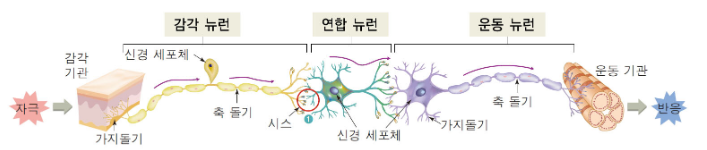 감각 뉴런
연합 뉴런
운동 뉴런
감각
기관
신경 세포체
운동 기관
자극
축 돌기
시스
1
신경 세포체
가지돌기
축 돌기
가지돌기
반응